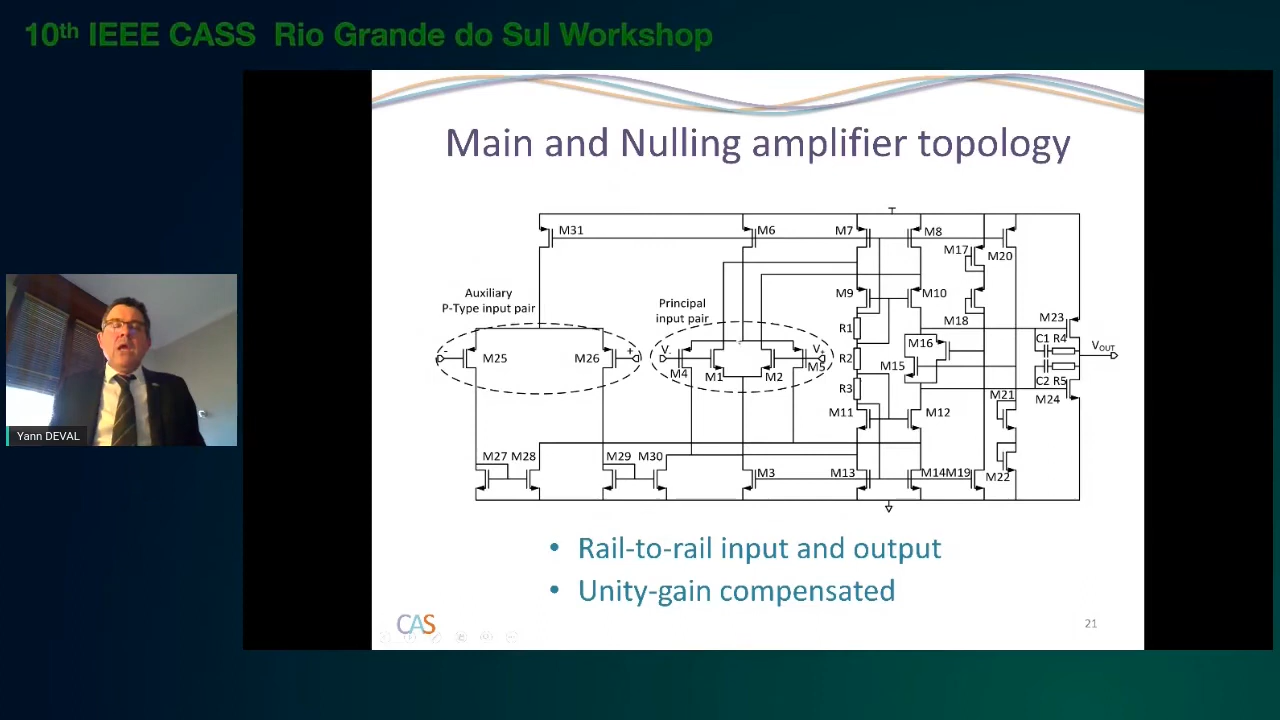 10th IEEE CASS Rio Grande do Sul Workshop
Main and Nulling amplifier topology
M31
M6
M7
M8
M17
M20
Auxiliary
P-Type input pair
Principal
input pair
M9
M10
M18
M23
R1
R2
R3
M16
M15
C1 R4
C2 R5
VOUT
-
M25
M26
+
V-
M4
M1
M2
V+
M5
M24
M21
M11
M12
M27
M28
M29
M30
M3
M13
M14
M19
M22
• Rail-to-rail input and output
• Unity-gain compensated
CAS
21
Yann DEVAL